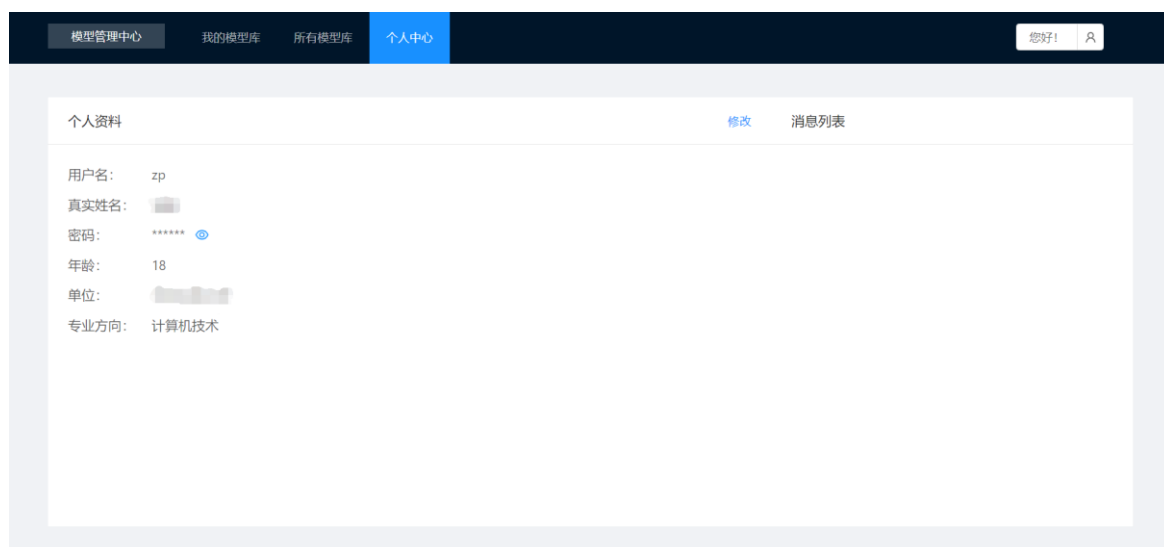 模型管理中心 我的模型库 所有模型库 个人中心 您好!
个人资料 修改 消息列表
用户名: zp
真实姓名:
密码: ******
年龄: 18
单位:
专业方向: 计算机技术